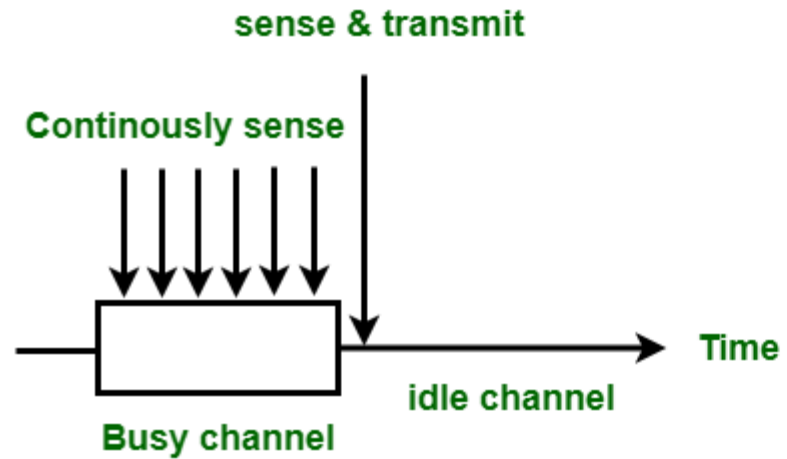 sense & transmit
Continously sense
Time
idle channel
Busy channel